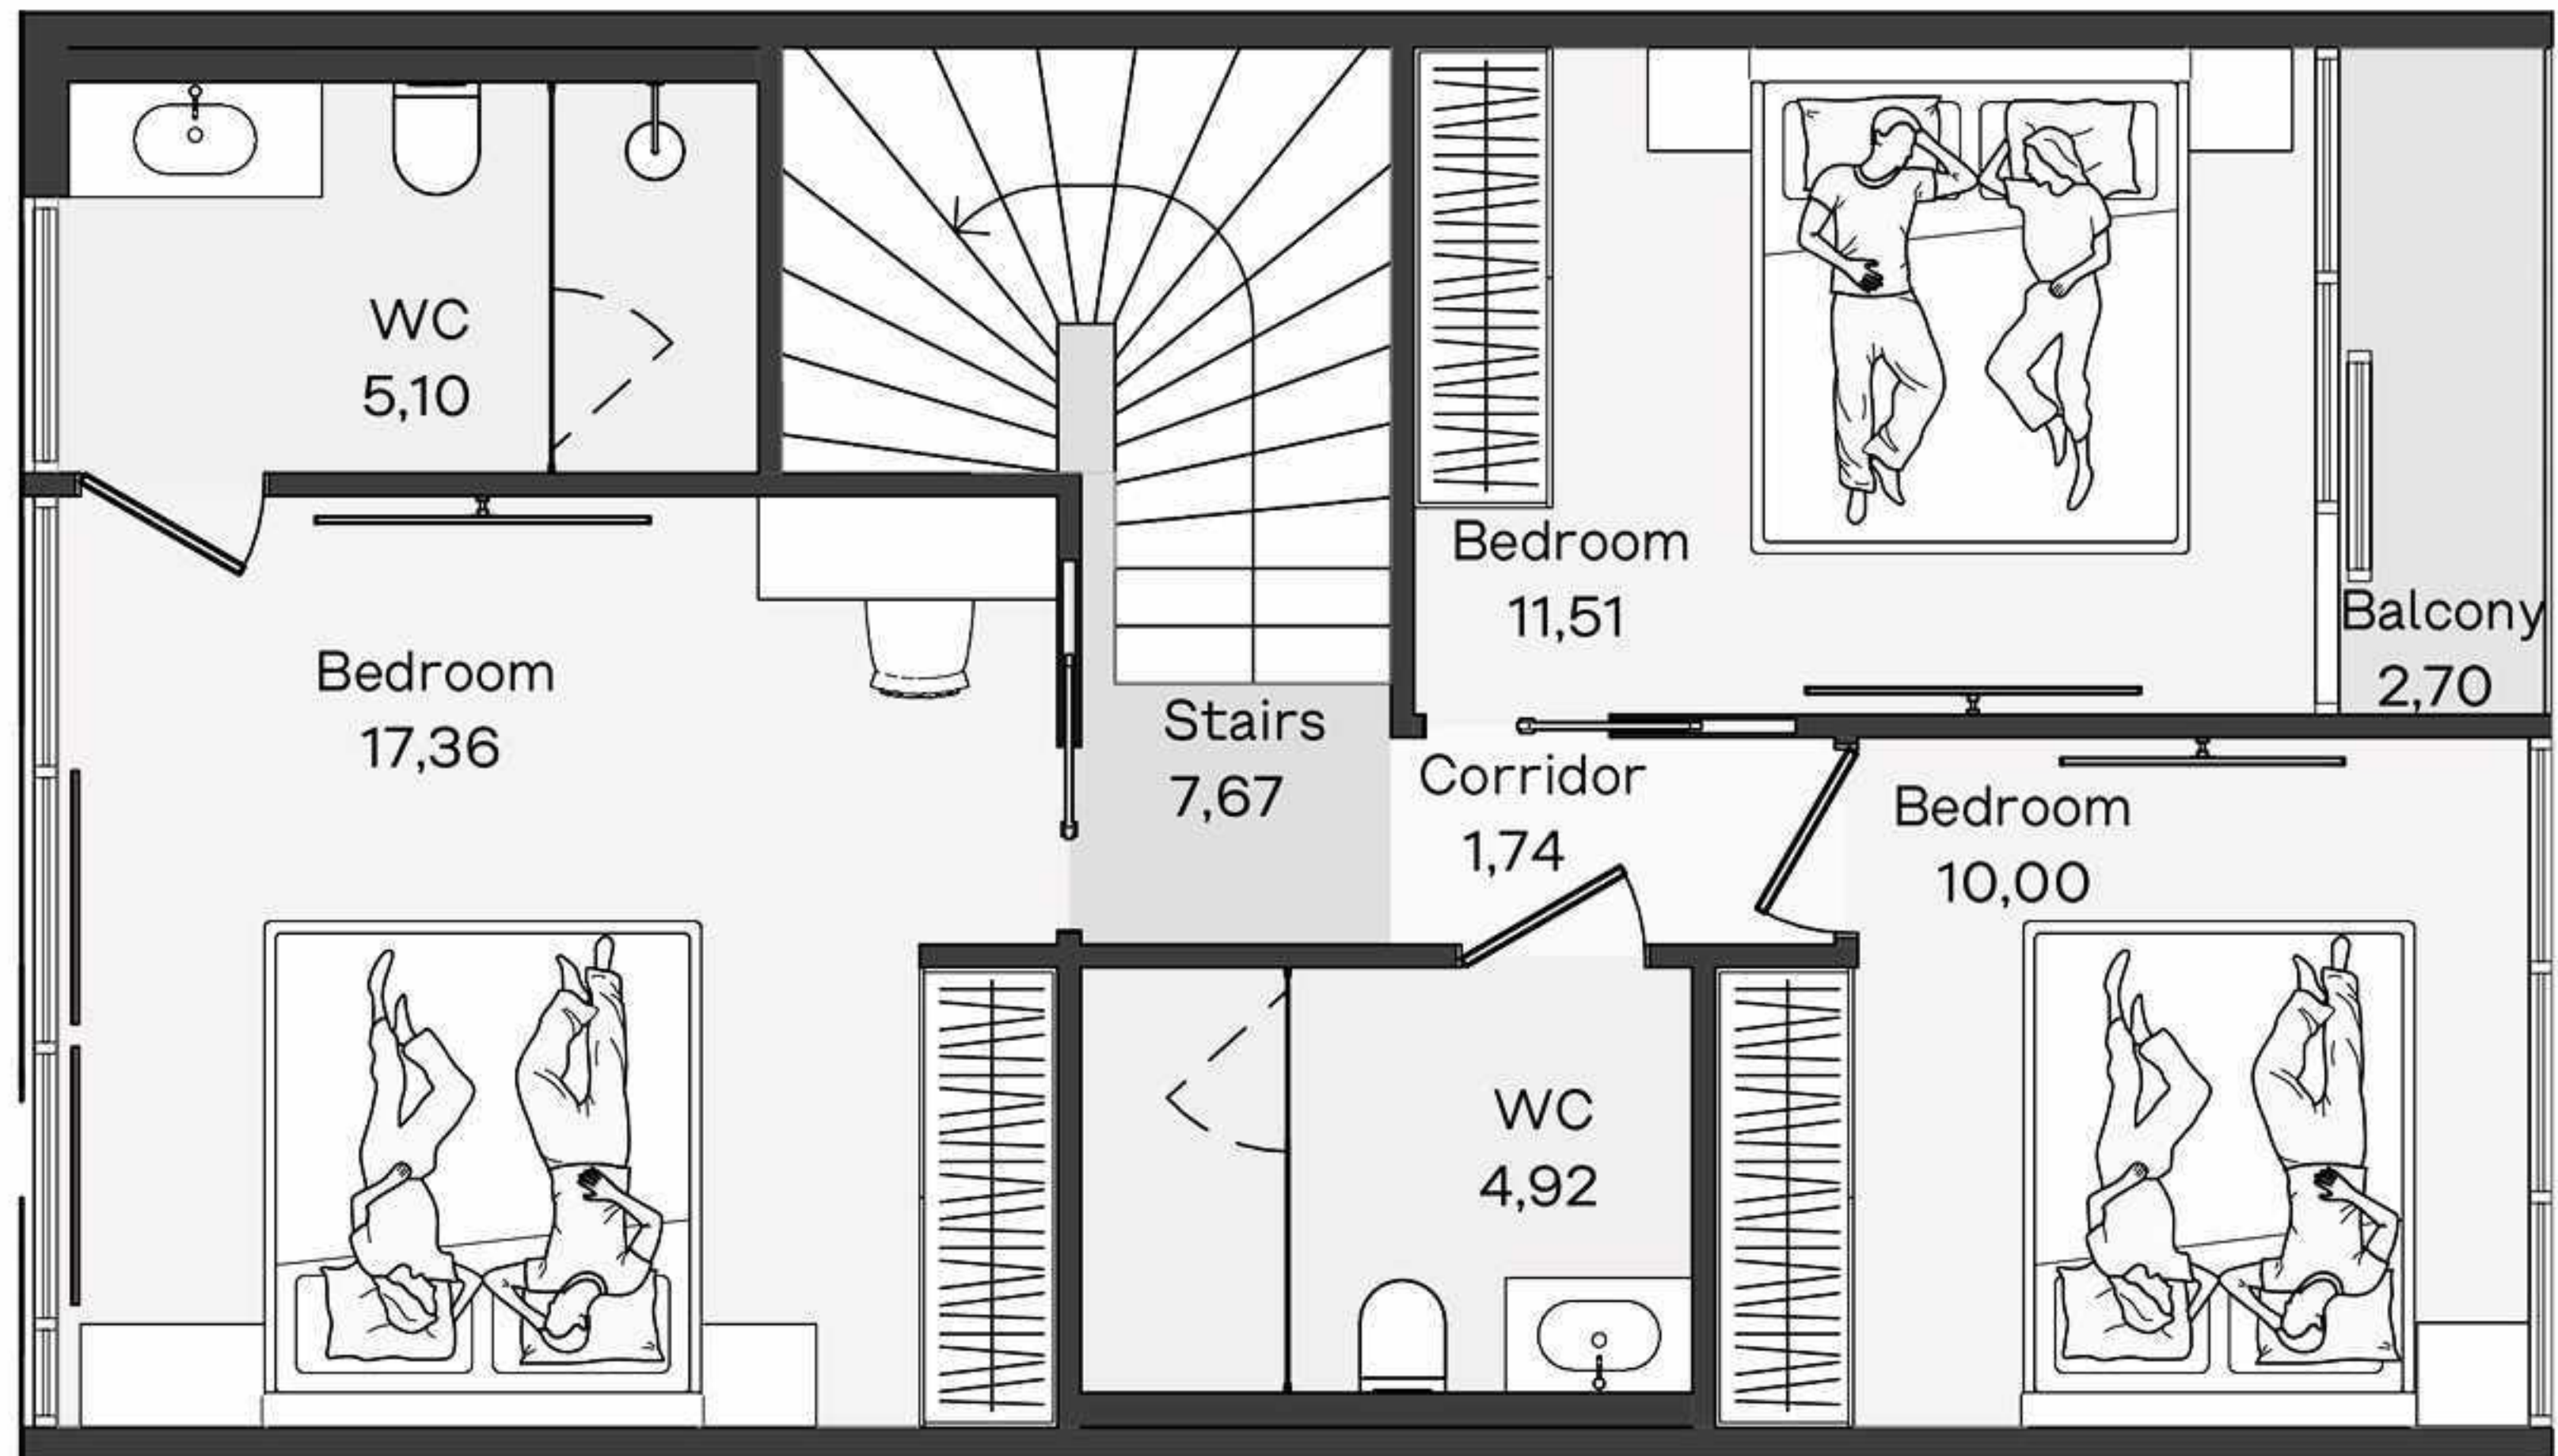 WC
5,10
Bedroom
17,36
Stairs
7,67
Bedroom
11,51
Balcony
2,70
Corridor
1,74
Bedroom
10,00
WC
4,92